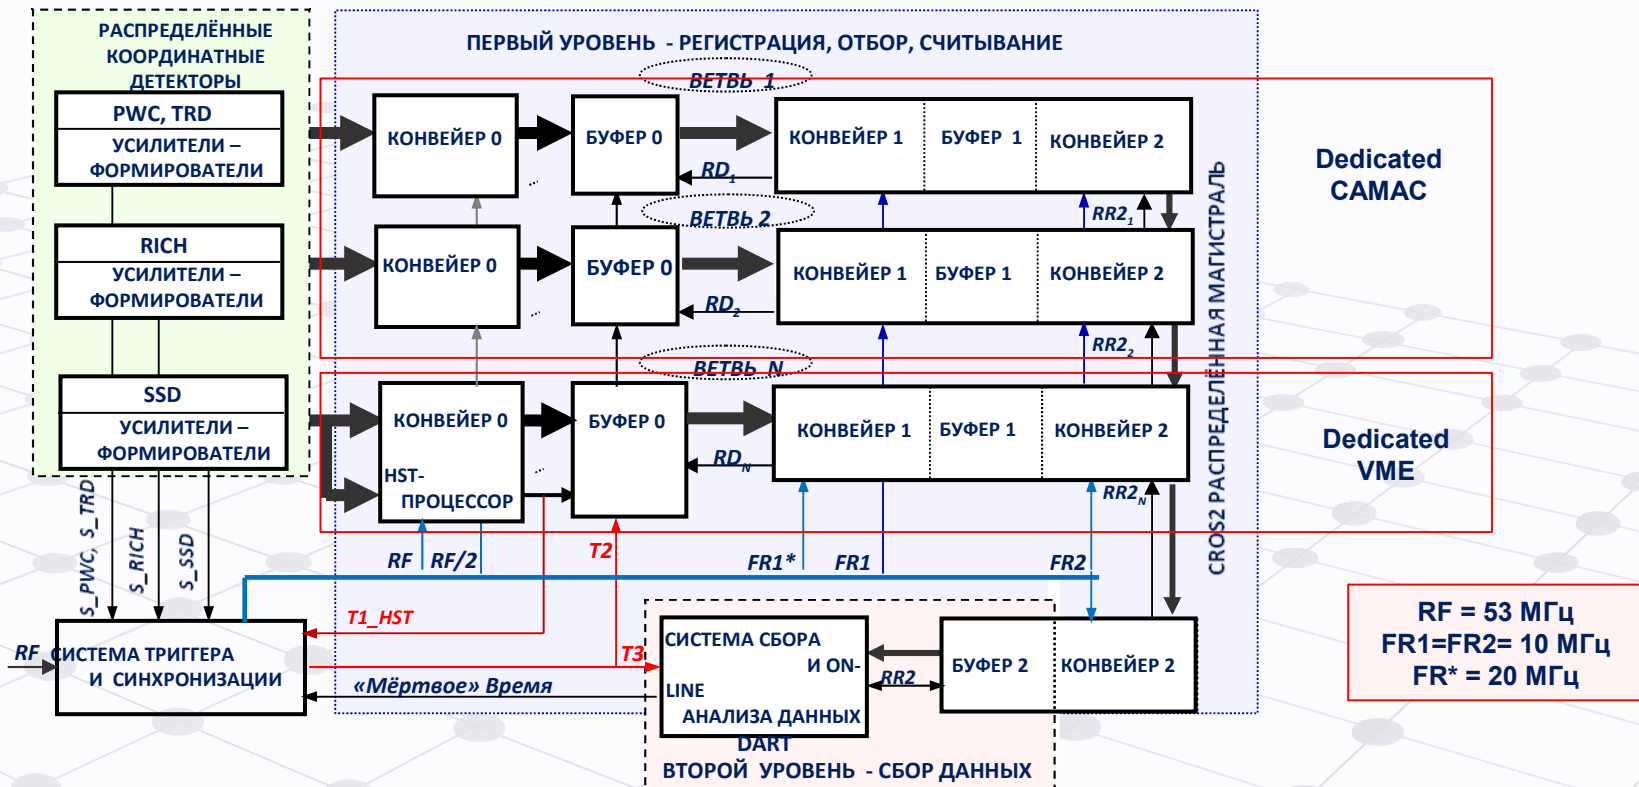 РАСПРЕДЕЛЁННЫЕ
КООРДИНАТНЫЕ
ДЕТЕКТОРЫ
PWC, TRD
УСИЛИТЕЛИ –
ФОРМИРОВАТЕЛИ
RICH
УСИЛИТЕЛИ –
ФОРМИРОВАТЕЛИ
SSD
УСИЛИТЕЛИ –
ФОРМИРОВАТЕЛИ
ПЕРВЫЙ УРОВЕНЬ - РЕГИСТРАЦИЯ, ОТБОР, СЧИТЫВАНИЕ
ВЕТВЬ 1
КОНВЕЙЕР 0
БУФЕР 0
КОНВЕЙЕР 1
БУФЕР 1
КОНВЕЙЕР 2
RD1
RR21
ВЕТВЬ 2
КОНВЕЙЕР 0
БУФЕР 0
КОНВЕЙЕР 1
БУФЕР 1
КОНВЕЙЕР 2
RD2
RR22
ВЕТВЬ N
КОНВЕЙЕР 0
HST-
ПРОЦЕССОР
БУФЕР 0
КОНВЕЙЕР 1
БУФЕР 1
КОНВЕЙЕР 2
RDN
RR2N
CROS2 РАСПРЕДЕЛЁННАЯ МАГИСТРАЛЬ
Dedicated
CAMAC
Dedicated
VME
S_PWC, S_TRD
S_RICH
S_SSD
RF
RF/2
T2
FR1*
FR1
FR2
T1_HST
RF
СИСТЕМА ТРИГГЕРА
И СИНХРОНИЗАЦИИ
T3
«Мёртвое» Время
СИСТЕМА СБОРА
И ON-
LINE
АНАЛИЗА ДАННЫХ
DART
RR2
БУФЕР 2
КОНВЕЙЕР 2
ВТОРОЙ УРОВЕНЬ - СБОР ДАННЫХ
RF = 53 МГц
FR1=FR2= 10 МГц
FR* = 20 МГц